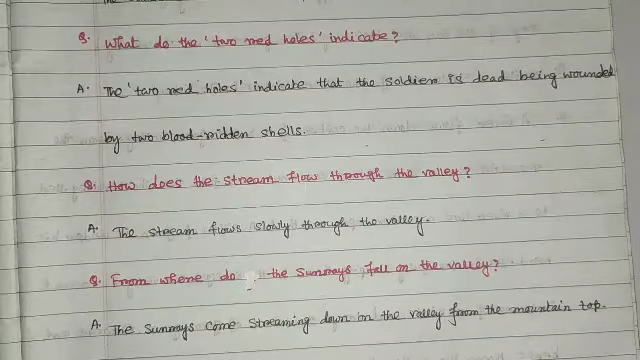 Q. What do the 'two red holes' indicate?
A. The 'two red holes' indicate that the soldier is dead being wounded
by two blood-ridden shells.
Q. How does the stream flow through the valley?
A. The stream flows slowly through the valley.
Q. From where do the sunrays fall on the valley?
A. The sunrays come streaming down on the valley from the mountain top.